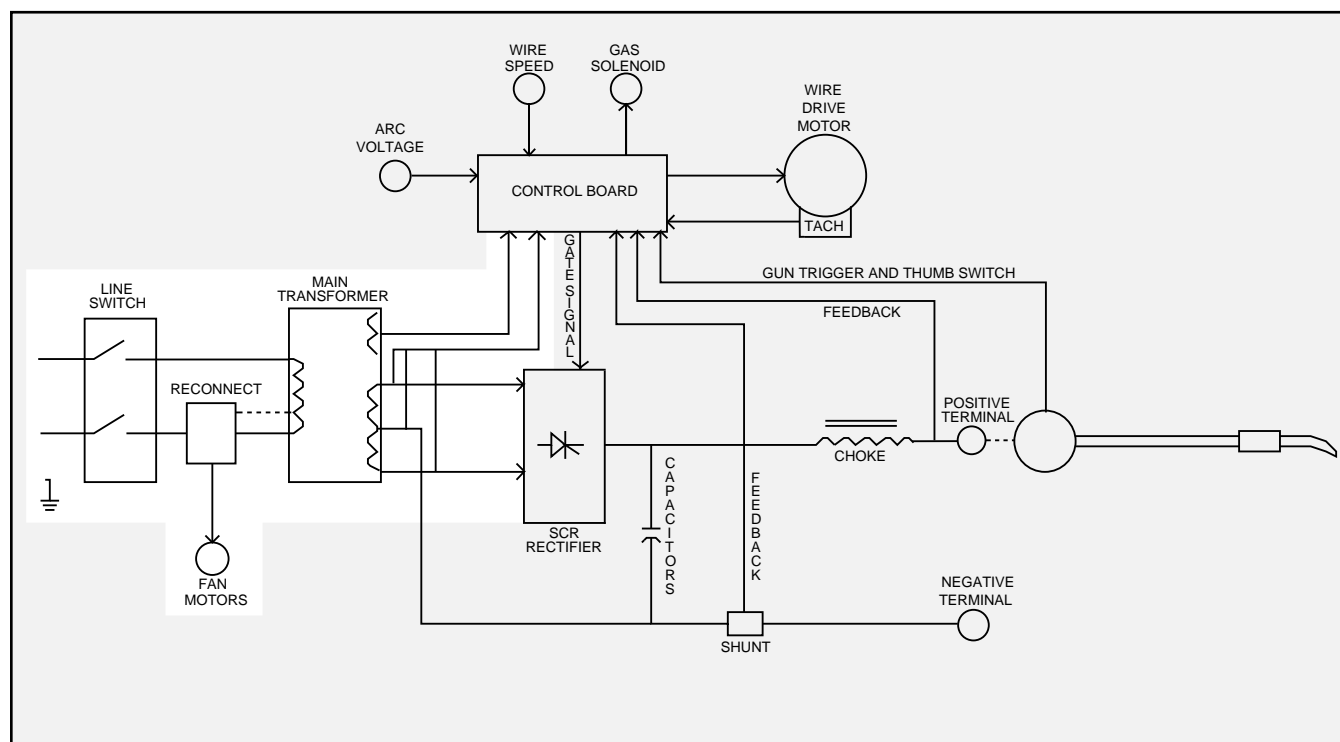 WIRE
SPEED
GAS
SOLENOID
WIRE
DRIVE
MOTOR
ARC
VOLTAGE
CONTROL BOARD
TACH
GATE SIGNAL
GUN TRIGGER AND THUMB SWITCH
FEEDBACK
LINE
SWITCH
MAIN
TRANSFORMER
RECONNECT
POSITIVE
TERMINAL
CHOKE
CAPACITORS
FEEDBACK
SCR
RECTIFIER
FAN
MOTORS
NEGATIVE
TERMINAL
SHUNT